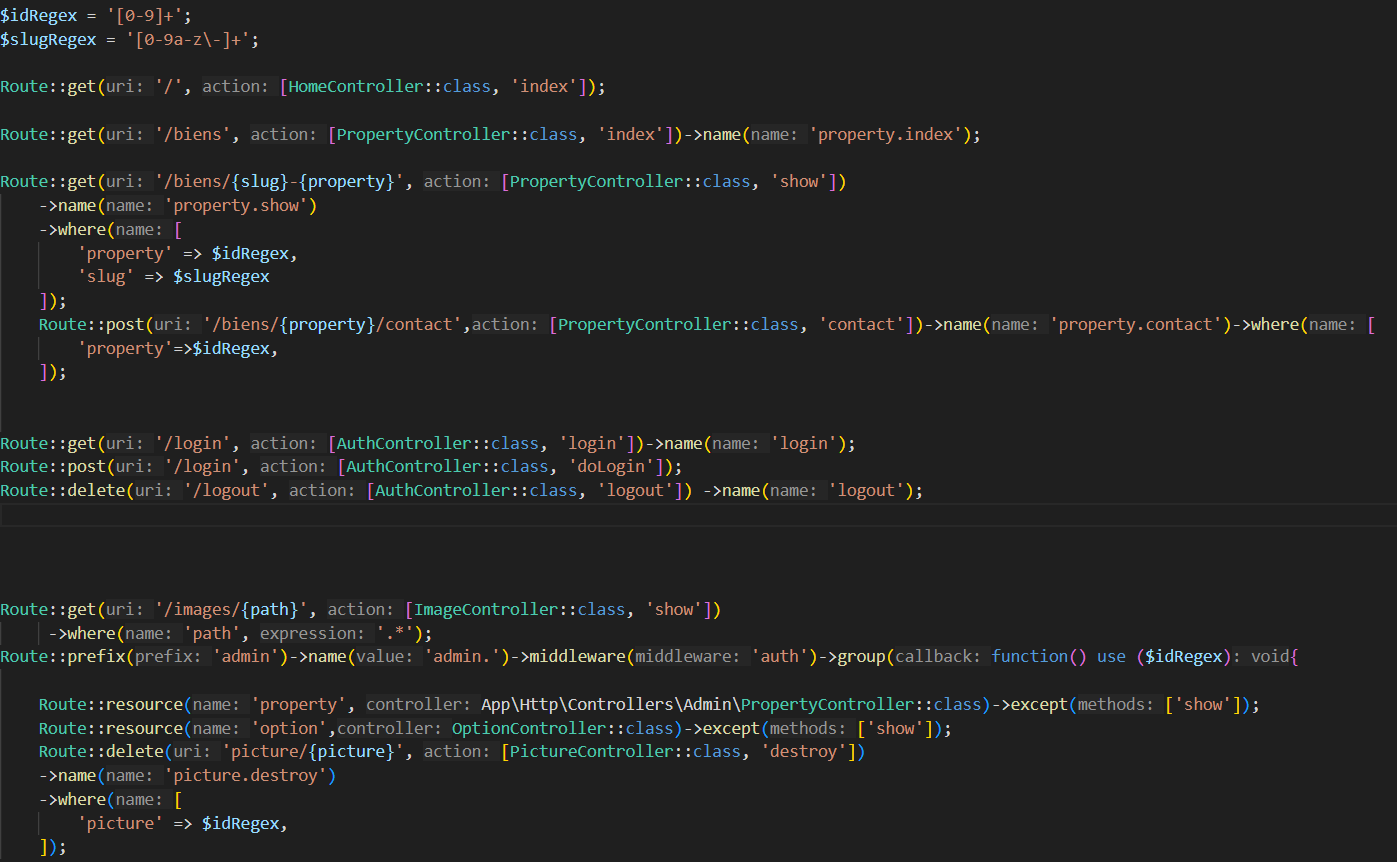 $idRegex = '[0-9]+';
$slugRegex = '[0-9a-z\-]+';
Route::get(uri: '/', action: [HomeController::class, 'index']);
Route::get(uri: '/biens', action: [PropertyController::class, 'index'])->name(name: 'property.index');
Route::get(uri: '/biens/{slug}-{property}', action: [PropertyController::class, 'show'])
->name(name: 'property.show')
->where(name: [
'property' => $idRegex,
'slug' => $slugRegex
]);
Route::post(uri: '/biens/{property}/contact',action: [PropertyController::class, 'contact'])->name(name: 'property.contact')->where(name: [
'property'=>$idRegex,
]);
Route::get(uri: '/login', action: [AuthController::class, 'login'])->name(name: 'login');
Route::post(uri: '/login', action: [AuthController::class, 'doLogin']);
Route::delete(uri: '/logout', action: [AuthController::class, 'logout']) ->name(name: 'logout');
Route::get(uri: '/images/{path}', action: [ImageController::class, 'show'])
->where(name: 'path', expression: '.*');
Route::prefix(prefix: 'admin')->name(value: 'admin.')->middleware(middleware: 'auth')->group(callback: function() use ($idRegex): void{
Route::resource(name: 'property', controller: App\Http\Controllers\Admin\PropertyController::class)->except(methods: ['show']);
Route::resource(name: 'option',controller: OptionController::class)->except(methods: ['show']);
Route::delete(uri: 'picture/{picture}', action: [PictureController::class, 'destroy'])
->name(name: 'picture.destroy')
->where(name: [
'picture' => $idRegex,
]);